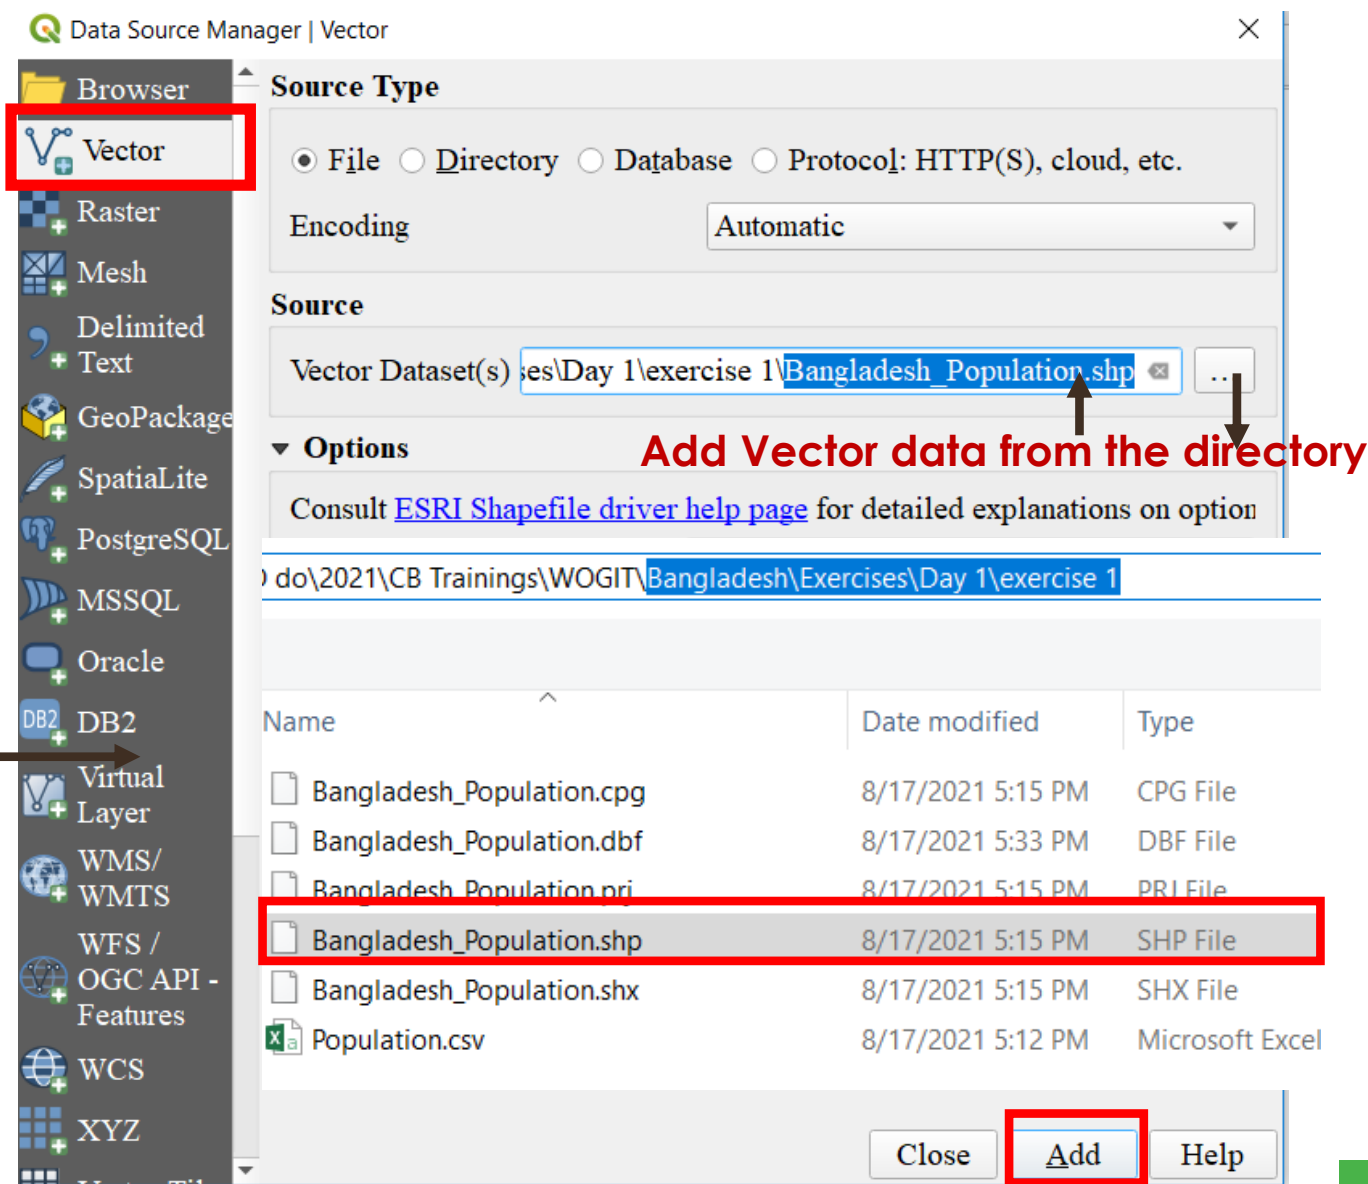 Data Source Manager | Vector
Browser
Vector
Raster
Mesh
Delimited
Text
GeoPackage
SpatiaLite
PostgreSQL
MSSQL
Oracle
DB2
DB2
Virtual
Layer
WMS/
WMTS
WFS /
OGC API -
Features
WCS
XYZ
Source Type
File Directory Database Protocol: HTTP(S), cloud, etc.
Encoding Automatic
Source
Vector Dataset(s) ses\Day 1\exercise 1\Bangladesh_Population.shp ...
Add Vector data from the directory
Options
Consult ESRI Shapefile driver help page for detailed explanations on option
do\2021\CB Trainings\WOGIT\Bangladesh\Exercises\Day 1\exercise 1
Name Date modified Type
Bangladesh_Population.cpg 8/17/2021 5:15 PM CPG File
Bangladesh_Population.dbf 8/17/2021 5:33 PM DBF File
Bangladesh_Population.prj 8/17/2021 5:15 PM PRJ File
Bangladesh_Population.shp 8/17/2021 5:15 PM SHP File
Bangladesh_Population.shx 8/17/2021 5:15 PM SHX File
Population.csv 8/17/2021 5:12 PM Microsoft Excel
Close Add Help